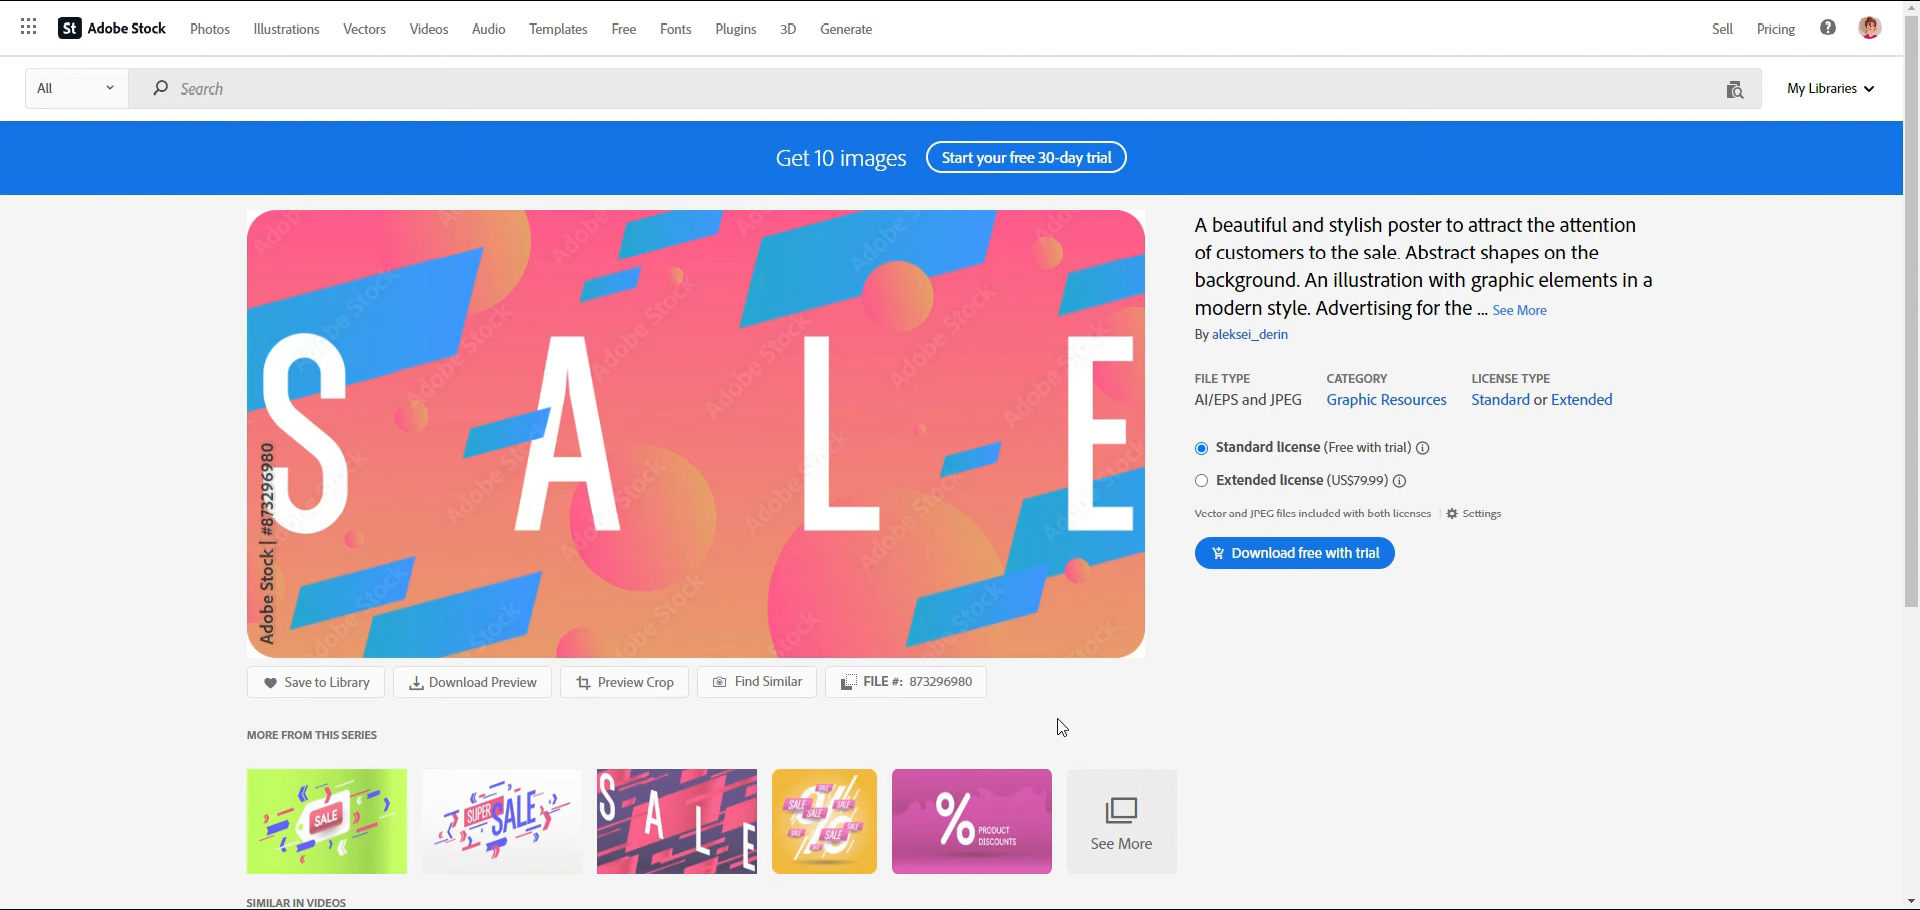 St Adobe Stock Photos Illustrations Vectors Videos Audio Templates Free Fonts Plugins 3D Generate Sell Pricing ?
All Search My Libraries
Get 10 images Start your free 30-day trial
S A L E
Adobe Stock | #873296980
A beautiful and stylish poster to attract the attention
of customers to the sale. Abstract shapes on the
background. An illustration with graphic elements in a
modern style. Advertising for the ... See More
By aleksei_derin
FILE TYPE CATEGORY LICENSE TYPE
AI/EPS and JPEG Graphic Resources Standard or Extended
Standard license (Free with trial)
Extended license (US$79.99)
Vector and JPEG files included with both licenses Settings
Download free with trial
Save to Library Download Preview Preview Crop Find Similar FILE #: 873296980
MORE FROM THIS SERIES
SALE
SUPER SALE
S A L E
SALE SALE SALE SALE SALE SALE SALE
% PRODUCT
DISCOUNTS
See More
SIMILAR IN VIDEOS